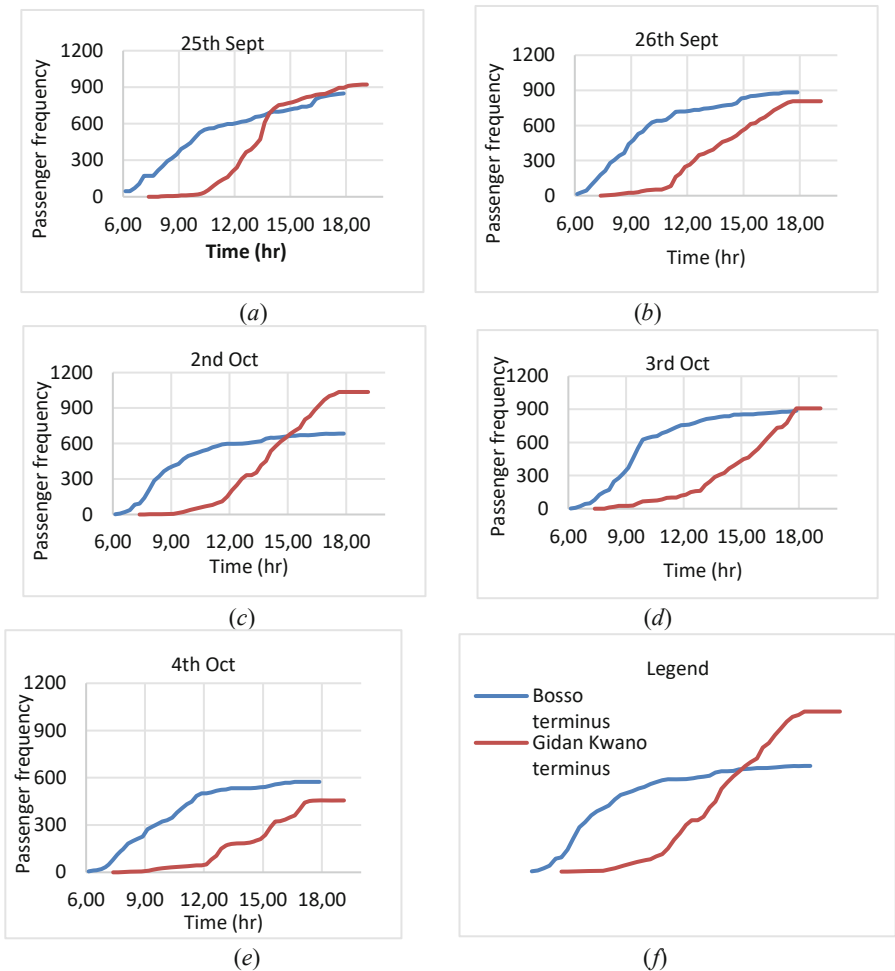 25th Sept
Passenger frequency
1200
900
600
300
0
6,00 9,00 12,00 15,00 18,00
Time (hr)
(a)
26th Sept
Passenger frequency
1200
900
600
300
0
6,00 9,00 12,00 15,00 18,00
Time (hr)
(b)
2nd Oct
Passenger frequency
1200
900
600
300
0
6,00 9,00 12,00 15,00 18,00
Time (hr)
(c)
3rd Oct
Passenger frequency
1200
900
600
300
0
6,00 9,00 12,00 15,00 18,00
Time (hr)
(d)
4th Oct
Passenger frequency
1200
900
600
300
0
6,00 9,00 12,00 15,00 18,00
Time (hr)
(e)
Legend
Bosso
terminus
Gidan Kwano
terminus
(f)